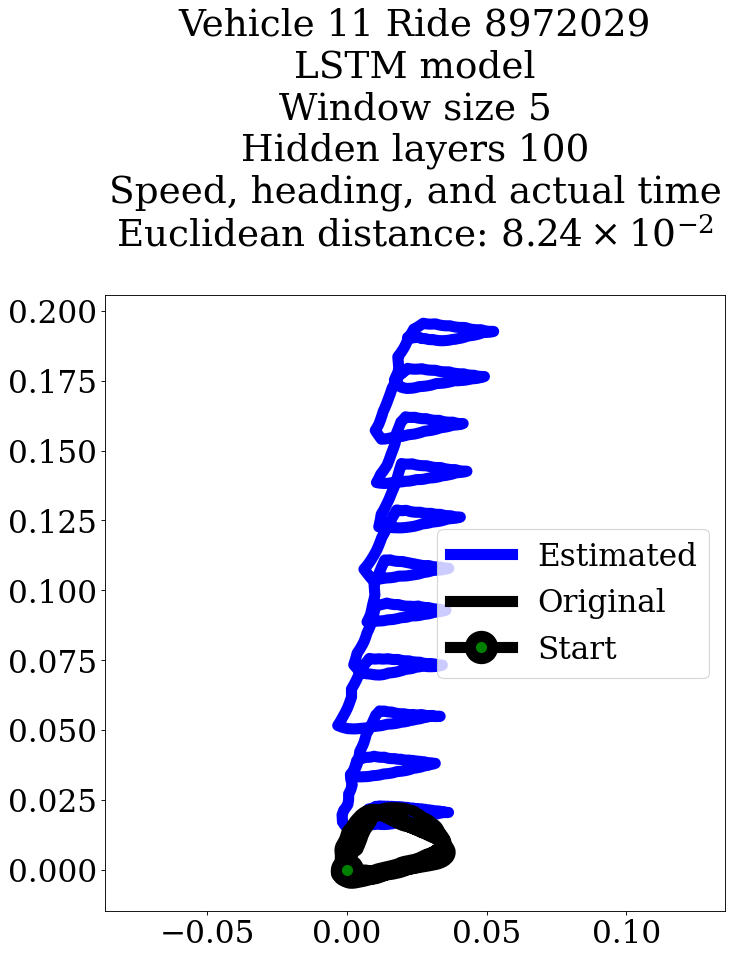 Vehicle 11 Ride 8972029
LSTM model
Window size 5
Hidden layers 100
Speed, heading, and actual time
Euclidean distance: 8.24 × 10⁻²
0.200
0.175
0.150
0.125
0.100
0.075
0.050
0.025
0.000
Estimated
Original
Start
−0.05 0.00 0.05 0.10